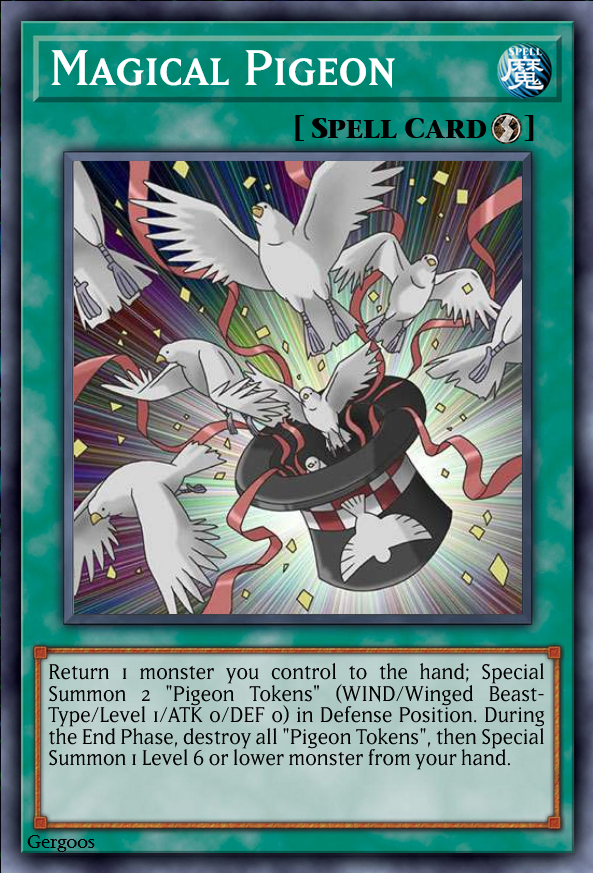 Magical Pigeon
SPELL
魔
[ Spell Card ]
Return 1 monster you control to the hand; Special
Summon 2 "Pigeon Tokens" (WIND/Winged Beast-
Type/Level 1/ATK 0/DEF 0) in Defense Position. During
the End Phase, destroy all "Pigeon Tokens", then Special
Summon 1 Level 6 or lower monster from your hand.
Gergoos